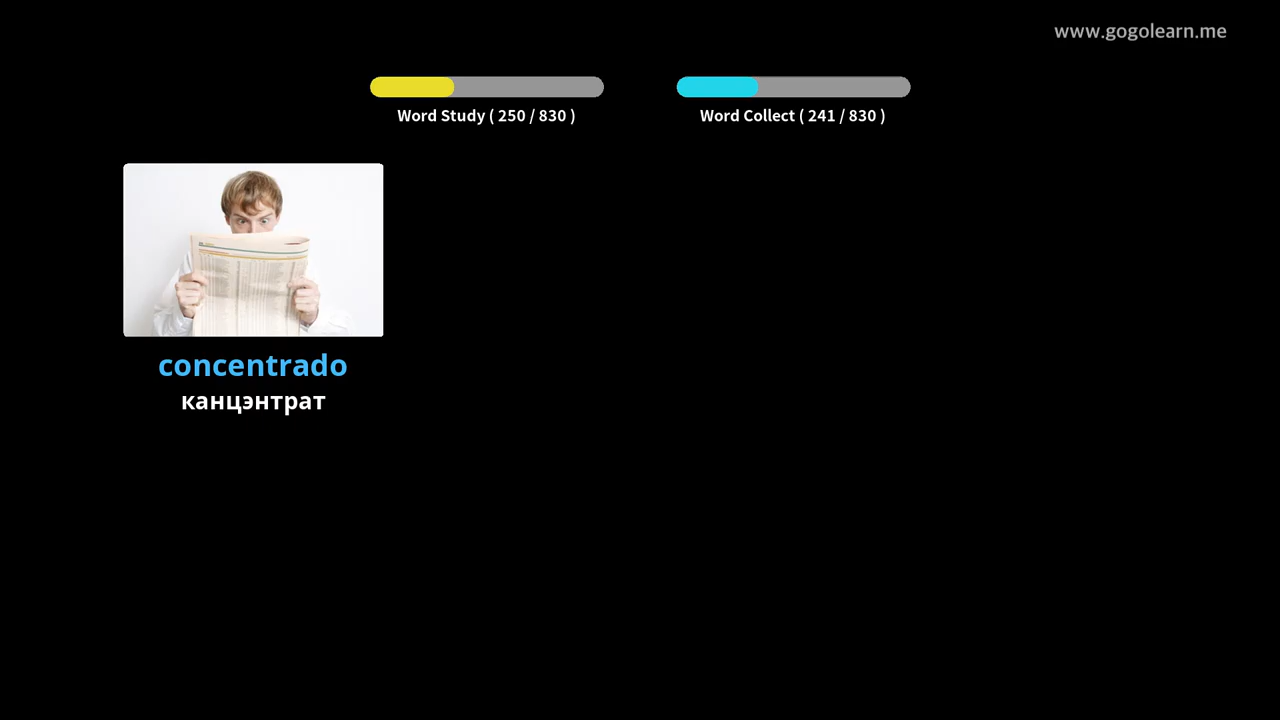 www.gogolearn.me
Word Study ( 250 / 830 )
Word Collect ( 241 / 830 )
concentrado
канцэнтрат